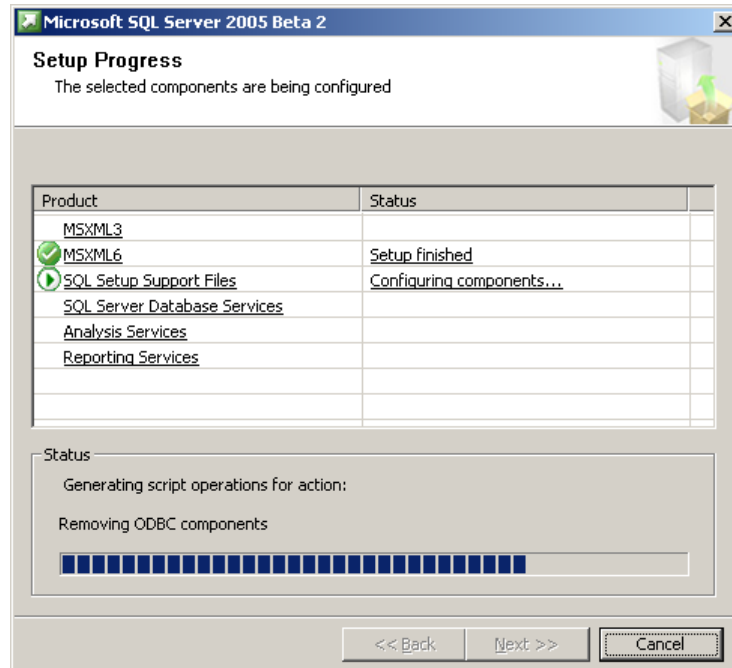 Microsoft SQL Server 2005 Beta 2
Setup Progress
The selected components are being configured
Product Status
MSXML3
MSXML6 Setup finished
SQL Setup Support Files Configuring components...
SQL Server Database Services
Analysis Services
Reporting Services
Status
Generating script operations for action:
Removing ODBC components
<< Back Next >> Cancel